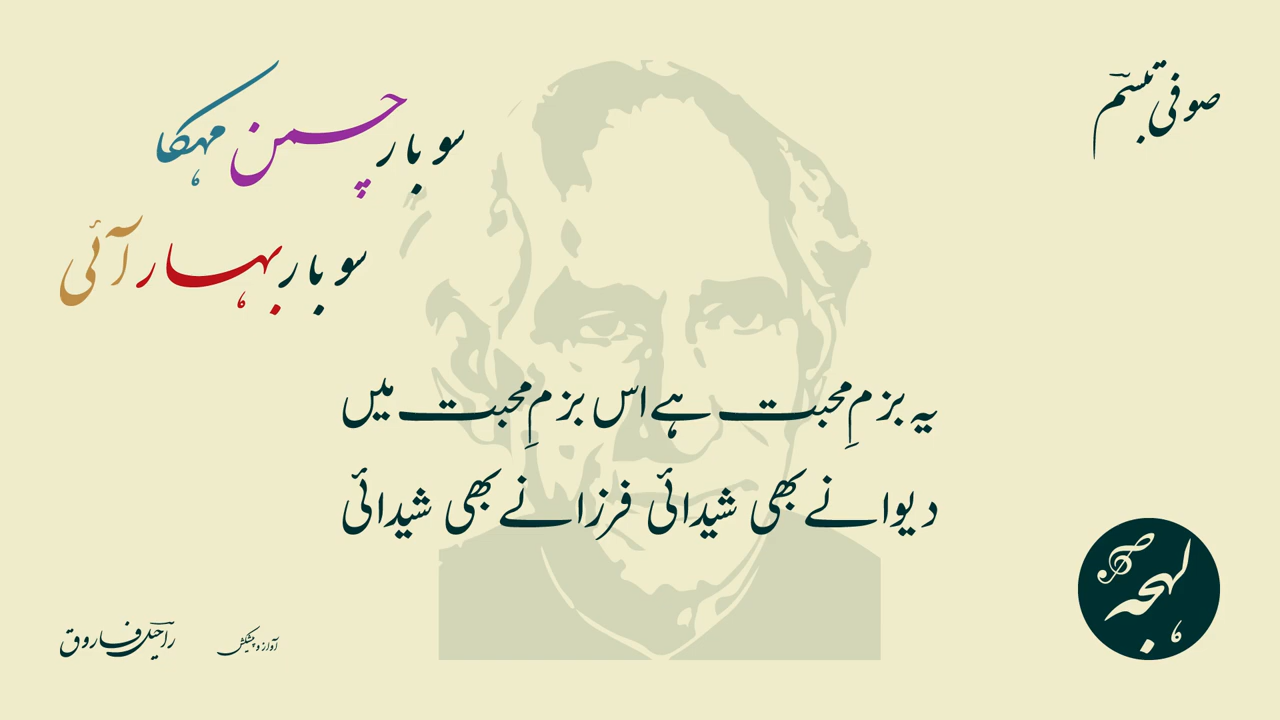 صوفی تبسم
سو بار چمن مہکا
سو بار بہار آئی
یہ بزمِ محبت ہے اس بزمِ محبت میں
دیوانے بھی شیدائی فرزانے بھی شیدائی
لہجہ
آواز و پیشکش
راحیل فاروق